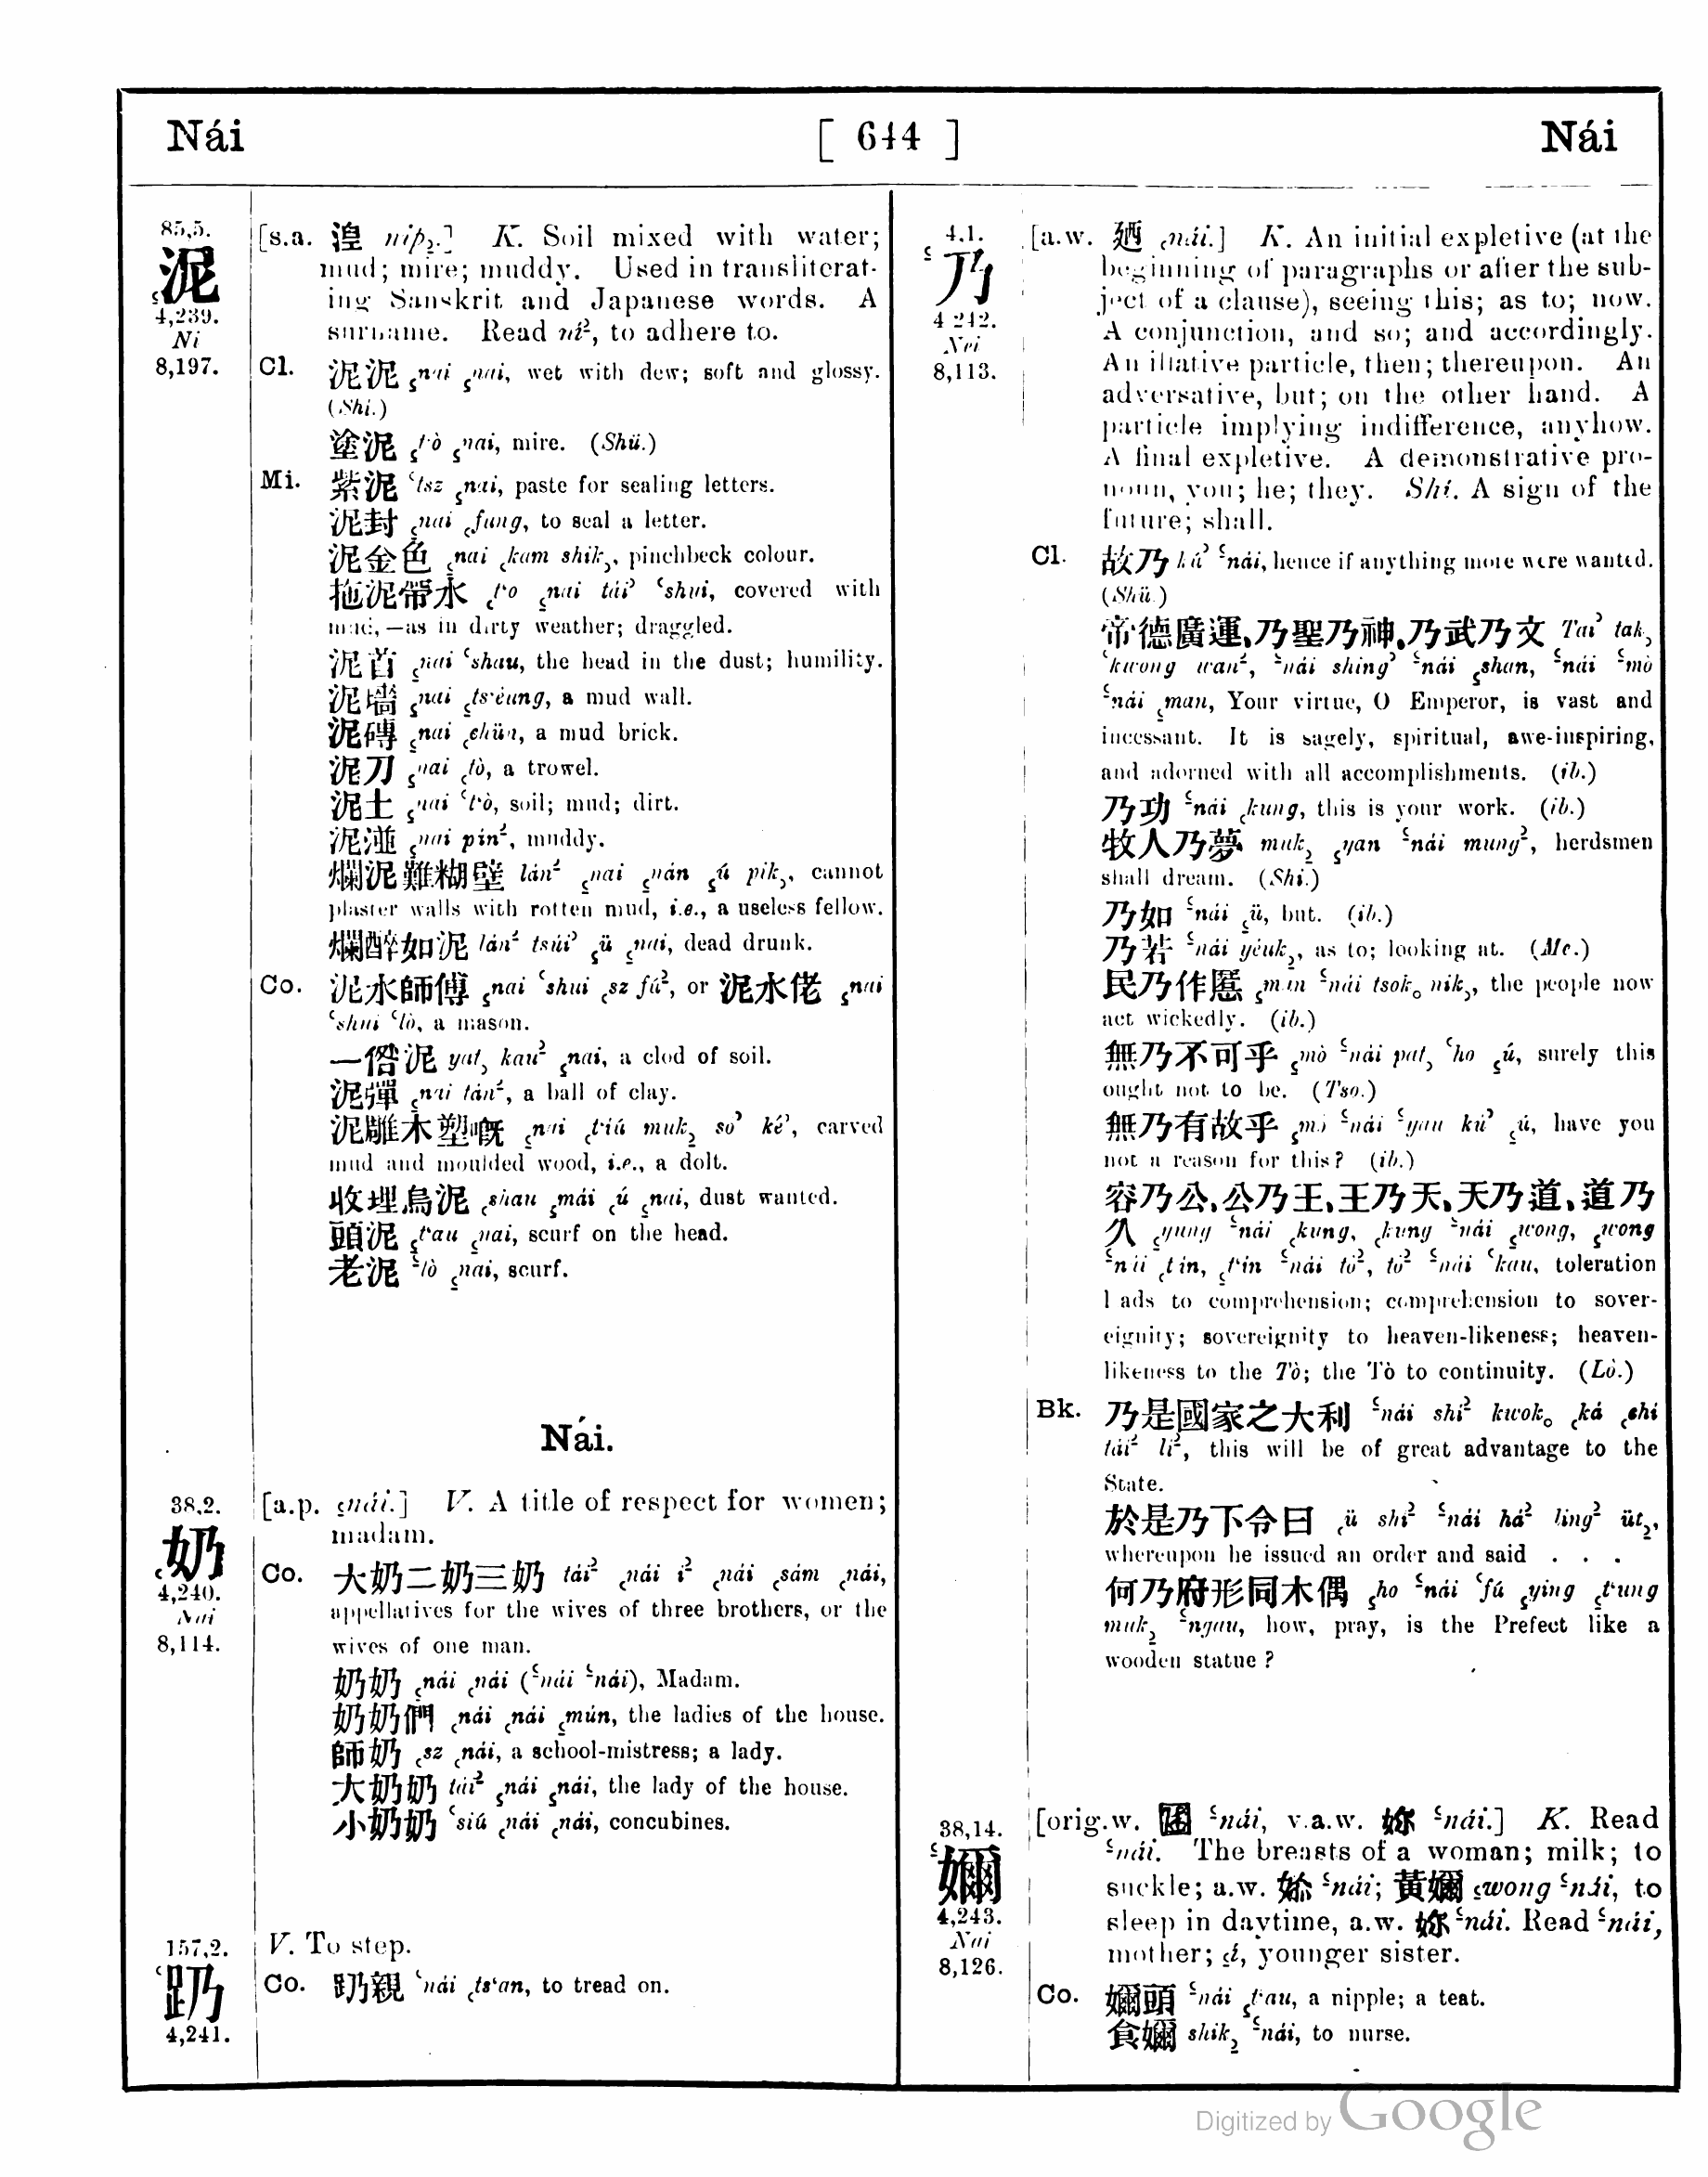 Nái [ 644 ] Nái
85,5.
泥
4,239.
Ni
8,197.
[s.a. 湼 nip₂.] K. Soil mixed with water;
mud; mire; muddy. Used in transliterat-
ing Sanskrit and Japanese words. A
surname. Read ní², to adhere to.
Cl. 泥泥 ꜁nai ꜁nai, wet with dew; soft and glossy.
(Shí.)
塗泥 ꜁t‘ò ꜁nai, mire. (Shü.)
Mi. 紫泥 ʻtsz ꜁nai, paste for sealing letters.
泥封 ꜁nai ꜀fung, to seal a letter.
泥金色 ꜁nai ꜀kam shik꜆, pinchbeck colour.
拖泥帶水 ꜀t‘o ꜁nai tái꜄ ꜂shui, covered with
mud,—as in dirty weather; draggled.
泥首 ꜁nai ꜂shau, the head in the dust; humility.
泥墻 ꜁nai ꜁ts‘éung, a mud wall.
泥磚 ꜁nai ꜀chün, a mud brick.
泥刀 ꜁nai ꜀tò, a trowel.
泥土 ꜁nai ꜂t‘ò, soil; mud; dirt.
泥湴 ꜁nai pín², muddy.
爛泥難糊壁 lán² ꜁nai ꜁nán ꜁ú pik꜆, cannot
plaster walls with rotten mud, i.e., a useless fellow.
爛醉如泥 lán² tsúi꜄ ꜁ü ꜁nai, dead drunk.
Co. 泥水師傅 ꜁nai ꜂shui ꜀sz fú², or 泥水佬 ꜁nai
꜂shui ꜂lò, a mason.
一嚿泥 yat꜆ kau² ꜁nai, a clod of soil.
泥彈 ꜁nai tán², a ball of clay.
泥雕木塑嘅 ꜁nai ꜀t‘iú muk₂ so꜄ ké꜄, carved
mud and moulded wood, i.e., a dolt.
收埋烏泥 ꜀shau ꜁mái ꜀ú ꜁nai, dust wanted.
頭泥 ꜁t‘au ꜁nai, scurf on the head.
老泥 ꜃lò ꜁nai, scurf.
Nái.
38,2.
奶
4,240.
Nai
8,114.
[a.p. ꜁nái.] V. A title of respect for women;
madam.
Co. 大奶二奶三奶 tái² ꜀nái í² ꜀nái ꜀sám ꜀nái,
appellatives for the wives of three brothers, or the
wives of one man.
奶奶 ꜁nái ꜀nái (꜃nái ꜃nái), Madam.
奶奶們 ꜀nái ꜀nái ꜁mún, the ladies of the house.
師奶 ꜀sz ꜀nái, a school-mistress; a lady.
大奶奶 tái² ꜁nái ꜁nái, the lady of the house.
小奶奶 ꜂siú ꜀nái ꜀nái, concubines.
157,2.
趼
4,241.
V. To step.
Co. 親 ꜂nái ꜀ts‘an, to tread on.
4,1.
乃
4,242.
Nei
8,113.
[a.w. 廼 ꜀nái.] K. An initial expletive (at the
beginning of paragraphs or after the sub-
ject of a clause), seeing this; as to; now.
A conjunction, and so; and accordingly.
An illative particle, then; thereupon. An
adversative, but; on the other hand. A
particle implying indifference, anyhow.
A final expletive. A demonstrative pro-
noun, you; he; they. Shí. A sign of the
future; shall.
Cl. 故乃 kú꜄ ꜃nái, hence if anything more were wanted.
(Shü.)
帝德廣運,乃聖乃神,乃武乃文 Tai꜄ tak꜆
꜂kwong wan², ꜃nái shing꜄ ꜃nái ꜁shan, ꜃nái ꜃mò
꜃nái ꜁man, Your virtue, O Emperor, is vast and
incessant. It is sagely, spiritual, awe-inspiring,
and adorned with all accomplishments. (ib.)
乃功 ꜃nái ꜀kung, this is your work. (ib.)
牧人乃夢 muk₂ ꜁yan ꜃nái mung², herdsmen
shall dream. (Shí.)
乃如 ꜃nái ꜁ü, but. (ib.)
乃若 ꜃nái yéuk₂, as to; looking at. (Me.)
民乃作慝 ꜁man ꜃nái tsok₀ nik꜆, the people now
act wickedly. (ib.)
無乃不可乎 ꜁mò ꜃nái pat꜆ ꜂ho ꜁ú, surely this
ought not to be. (Tso.)
無乃有故乎 ꜁mò ꜃nái ꜃yau kú꜄ ꜁ú, have you
not a reason for this? (ib.)
容乃公,公乃王,王乃天,天乃道,道乃
久 ꜁yung ꜃nái ꜀kung, ꜀kung ꜃nái ꜁wong, ꜁wong
꜃nái ꜀t‘in, ꜀t‘in ꜃nái tò², tò² ꜃nái ꜂kau, toleration
leads to comprehension; comprehension to sover-
eignity; sovereignity to heaven-likeness; heaven-
likeness to the Tò; the Tò to continuity. (Lò.)
Bk. 乃是國家之大利 ꜃nái shí² kwok₀ ꜀ká ꜀chí
tái² lí², this will be of great advantage to the
State.
於是乃下令曰 ꜀ü shí² ꜃nái há² ling² üt₂,
whereupon he issued an order and said . . .
何乃府形同木偶 ꜁ho ꜃nái ꜂fú ꜁ying ꜁t‘ung
muk₂ ꜃ngau, how, pray, is the Prefect like a
wooden statue?
38,14.
嬭
4,243.
Nai
8,126.
[orig.w. ꜃nái, v.a.w. 妳 ꜃nái.] K. Read
꜃nái. The breasts of a woman; milk; to
suckle; a.w. ꜃nái; 黃嬭 ꜁wong ꜃nái, to
sleep in daytime, a.w. 妳 ꜃nái. Read ꜃nái,
mother; younger sister.
Co. 嬭頭 ꜃nái ꜁t‘au, a nipple; a teat.
食嬭 shik₂ ꜃nái, to nurse.
Digitized by Google